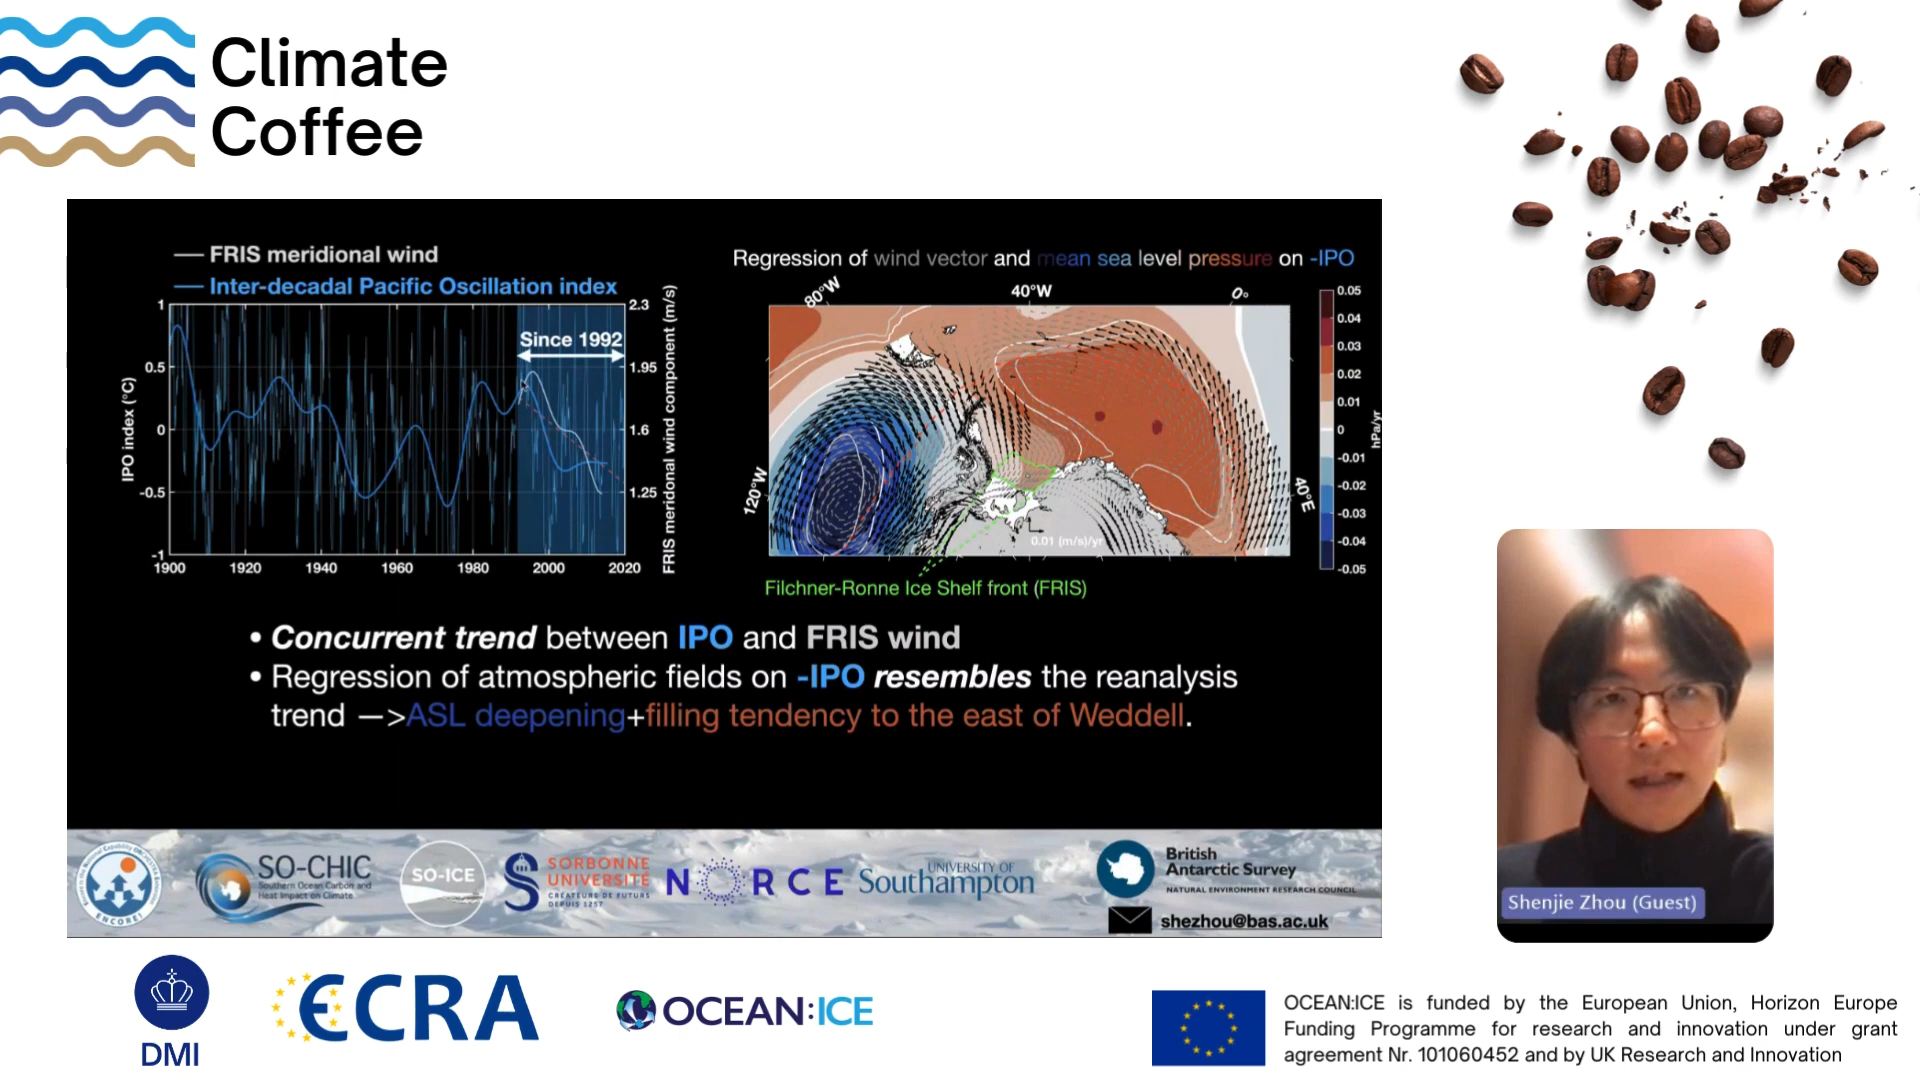 Climate
Coffee
FRIS meridional wind
Inter-decadal Pacific Oscillation index
Regression of wind vector and mean sea level pressure on -IPO
1
0.5
0
-0.5
-1
IPO index (°C)
1900 1920 1940 1960 1980 2000 2020
Since 1992
2.3
1.95
1.6
1.25
FRIS meridional wind component (m/s)
80°W
40°W
0°
120°W
40°E
0.01 (m/s)/yr
0.05
0.04
0.03
0.02
0.01
0
-0.01
-0.02
-0.03
-0.04
-0.05
hPa/yr
Filchner-Ronne Ice Shelf front (FRIS)
• Concurrent trend between IPO and FRIS wind
• Regression of atmospheric fields on -IPO resembles the reanalysis
trend —>ASL deepening+filling tendency to the east of Weddell.
ENCORE
SO-CHIC
Southern Ocean Carbon and
Heat Impact on Climate
SO-ICE
SORBONNE
UNIVERSITÉ
CRÉATEURS DE FUTURS
DEPUIS 1257
NORCE
UNIVERSITY OF
Southampton
British
Antarctic Survey
NATURAL ENVIRONMENT RESEARCH COUNCIL
shezhou@bas.ac.uk
Shenjie Zhou (Guest)
DMI
ECRA
OCEAN:ICE
OCEAN:ICE is funded by the European Union, Horizon Europe
Funding Programme for research and innovation under grant
agreement Nr. 101060452 and by UK Research and Innovation